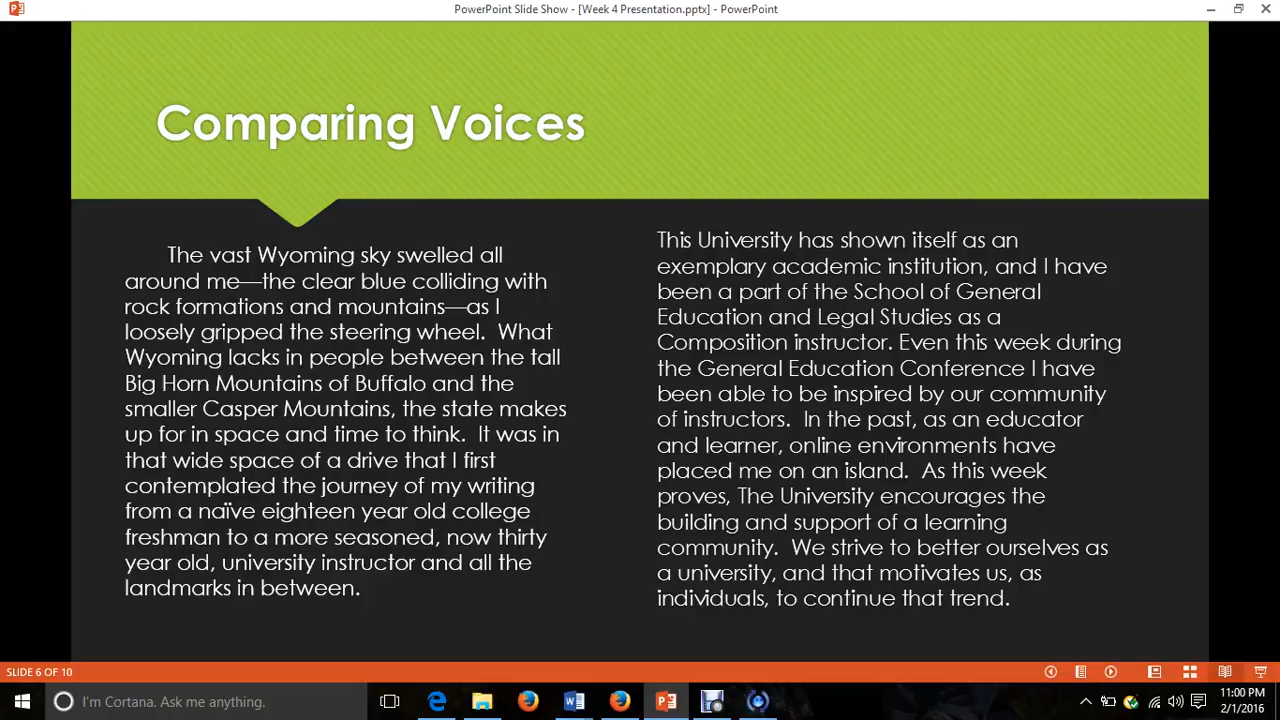 PowerPoint Slide Show - [Week 4 Presentation.pptx] - PowerPoint
Comparing Voices
The vast Wyoming sky swelled all
around me—the clear blue colliding with
rock formations and mountains—as I
loosely gripped the steering wheel.  What
Wyoming lacks in people between the tall
Big Horn Mountains of Buffalo and the
smaller Casper Mountains, the state makes
up for in space and time to think.  It was in
that wide space of a drive that I first
contemplated the journey of my writing
from a naïve eighteen year old college
freshman to a more seasoned, now thirty
year old, university instructor and all the
landmarks in between.
This University has shown itself as an
exemplary academic institution, and I have
been a part of the School of General
Education and Legal Studies as a
Composition instructor. Even this week during
the General Education Conference I have
been able to be inspired by our community
of instructors.  In the past, as an educator
and learner, online environments have
placed me on an island.  As this week
proves, The University encourages the
building and support of a learning
community.  We strive to better ourselves as
a university, and that motivates us, as
individuals, to continue that trend.
SLIDE 6 OF 10
I'm Cortana. Ask me anything.
11:00 PM
2/1/2016